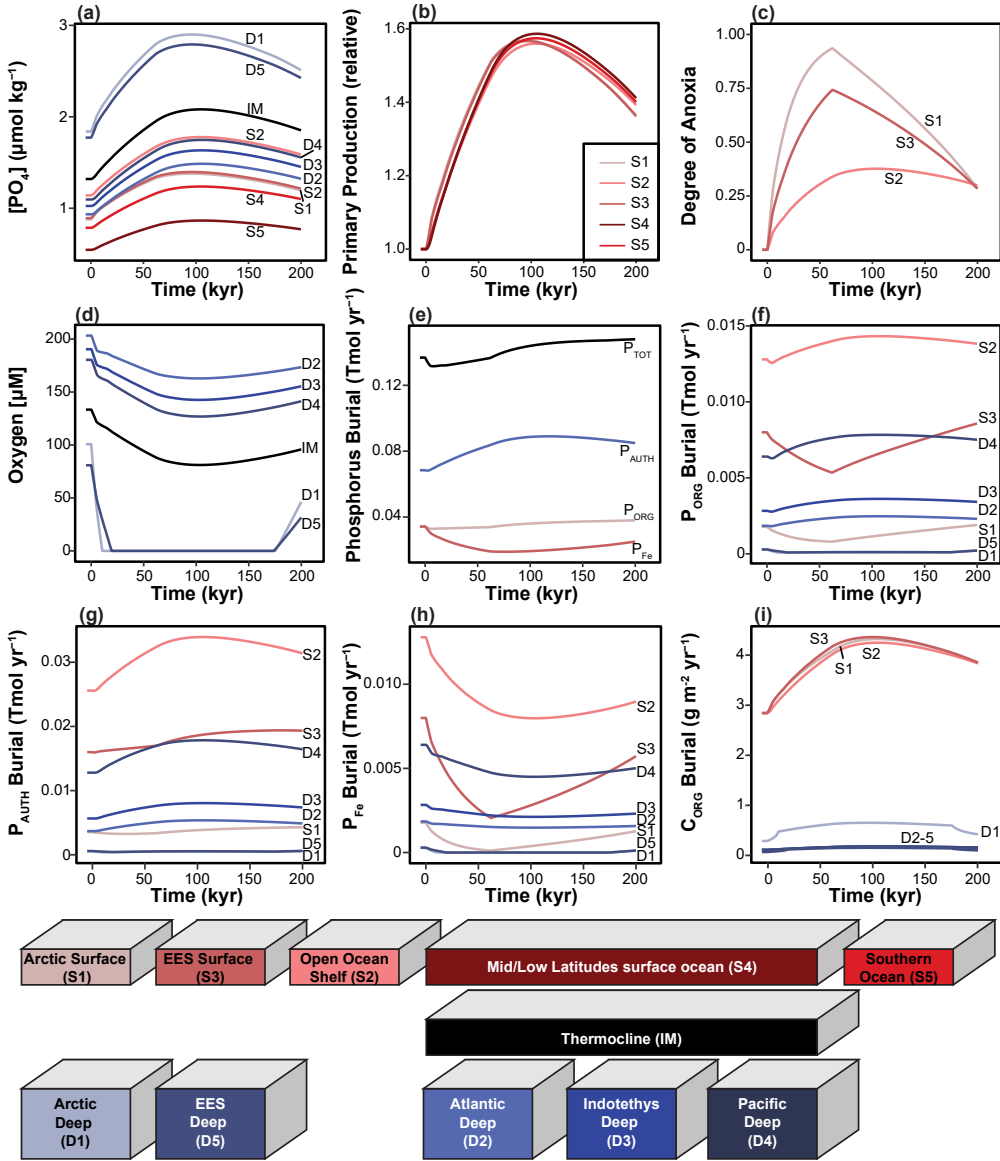 (a)
[PO4] (µmol kg−1)
3
2
1
D1
D5
IM
S2
D4
D3
D2
S2
S4
S1
S5
0 50 100 150 200
Time (kyr)
(b)
Primary Production (relative)
1.6
1.4
1.2
1.0
S1
S2
S3
S4
S5
0 50 100 150 200
Time (kyr)
(c)
Degree of Anoxia
1.00
0.75
0.50
0.25
0
S1
S3
S2
0 50 100 150 200
Time (kyr)
(d)
Oxygen [µM]
200
150
100
50
0
D2
D3
D4
IM
D1
D5
0 50 100 150 200
Time (kyr)
(e)
Phosphorus Burial (Tmol yr−1)
0.12
0.08
0.04
PTOT
PAUTH
PORG
PFe
0 50 100 150 200
Time (kyr)
(f)
PORG Burial (Tmol yr−1)
0.015
0.010
0.005
0
S2
S3
D4
D3
D2
S1
D5
D1
0 50 100 150 200
Time (kyr)
(g)
PAUTH Burial (Tmol yr−1)
0.03
0.02
0.01
0
S2
S3
D4
D3
D2
S1
D5
D1
0 50 100 150 200
Time (kyr)
(h)
PFe Burial (Tmol yr−1)
0.010
0.005
0
S2
S3
D4
D3
D2
S1
D5
D1
0 50 100 150 200
Time (kyr)
(i)
CORG Burial (g m−2 yr−1)
4
3
2
1
0
S3
S1
S2
D1
D2-5
0 50 100 150 200
Time (kyr)
Arctic Surface
(S1)
EES Surface
(S3)
Open Ocean
Shelf (S2)
Mid/Low Latitudes surface ocean (S4)
Southern
Ocean (S5)
Thermocline (IM)
Arctic
Deep
(D1)
EES
Deep
(D5)
Atlantic
Deep
(D2)
Indotethys
Deep
(D3)
Pacific
Deep
(D4)